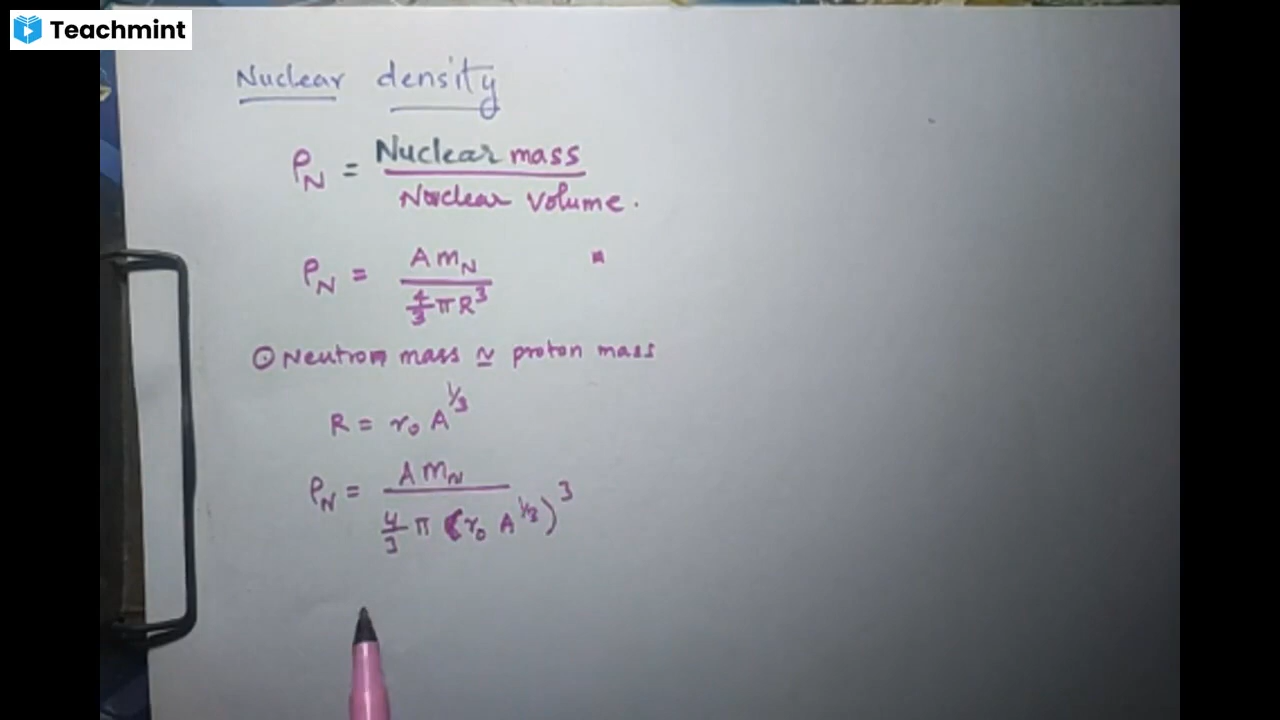 Teachmint
Nuclear density
ρN = Nuclear mass / Nuclear volume.
ρN = A mN / 4/3 π R³
⊙ Neutron mass ≃ proton mass
R = r₀ A^1/3
ρN = A mN / 4/3 π (r₀ A^1/3)³